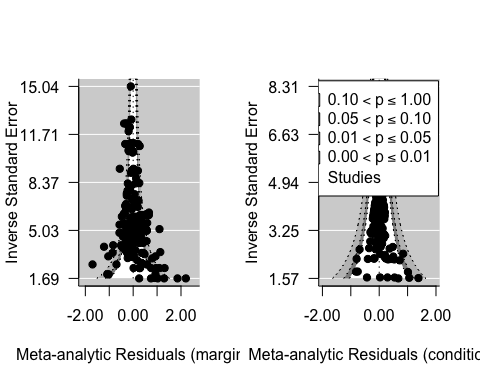 Inverse Standard Error
15.04
11.71
8.37
5.03
1.69
-2.00
0.00
2.00
Meta-analytic Residuals (margin
Inverse Standard Error
8.31
6.63
4.94
3.25
1.57
0.10 < p ≤ 1.00
0.05 < p ≤ 0.10
0.01 < p ≤ 0.05
0.00 < p ≤ 0.01
Studies
-2.00
0.00
2.00
Meta-analytic Residuals (conditic